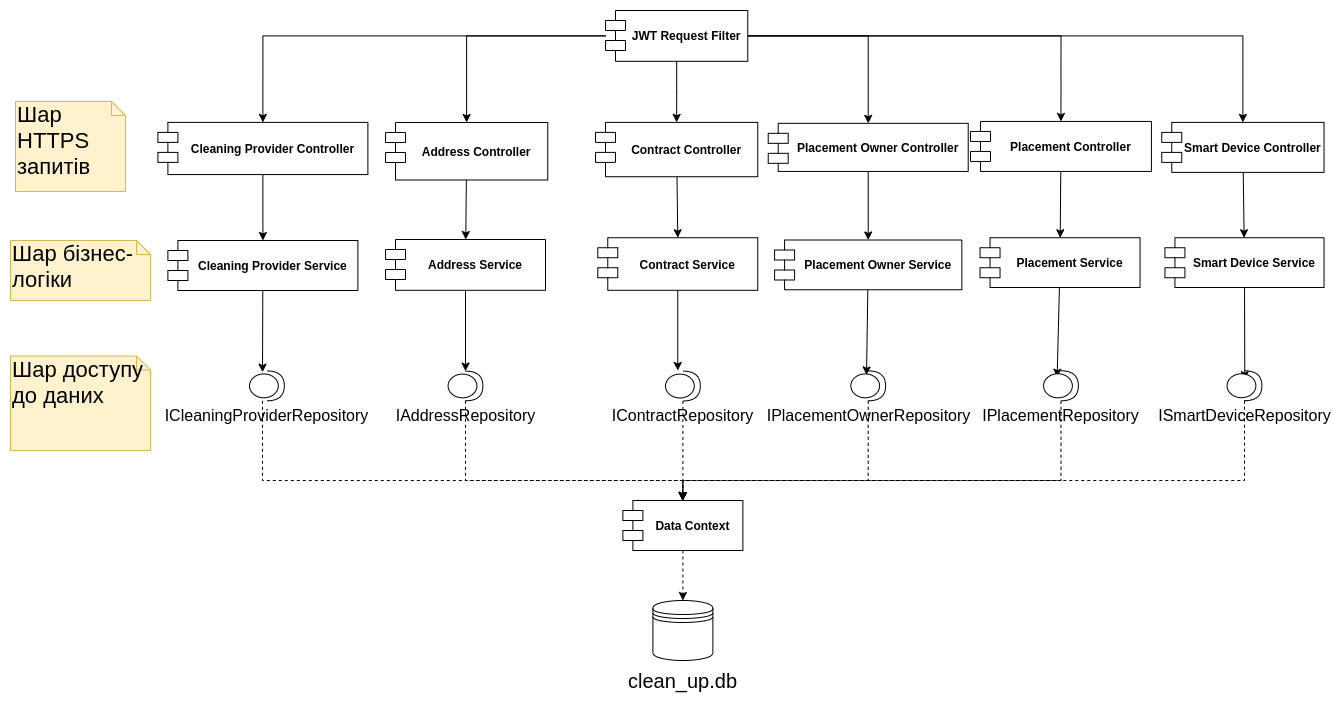 JWT Request Filter
Шар
HTTPS
запитів
Cleaning Provider Controller
Address Controller
Contract Controller
Placement Owner Controller
Placement Controller
Smart Device Controller
Шар бізнес-
логіки
Cleaning Provider Service
Address Service
Contract Service
Placement Owner Service
Placement Service
Smart Device Service
Шар доступу
до даних
ICleaningProviderRepository
IAddressRepository
IContractRepository
IPlacementOwnerRepository
IPlacementRepository
ISmartDeviceRepository
Data Context
clean_up.db